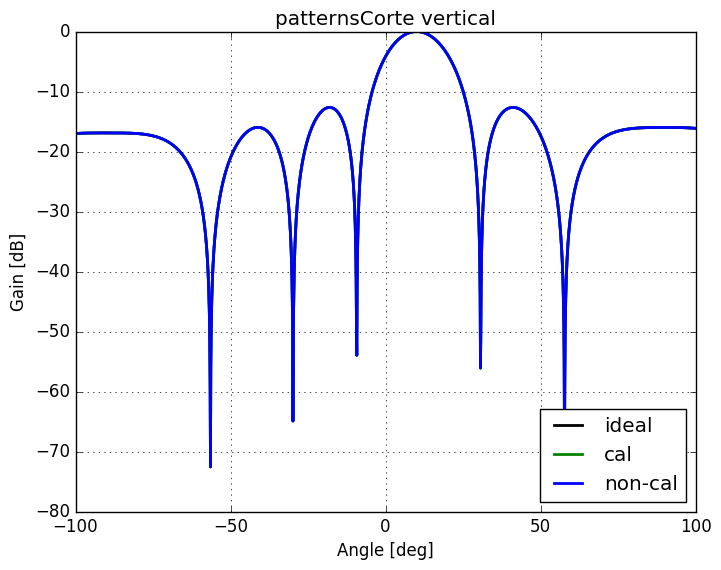 patternsCorte vertical
0
−10
−20
−30
−40
−50
−60
−70
−80
Gain [dB]
ideal
cal
non-cal
−100
−50
0
50
100
Angle [deg]